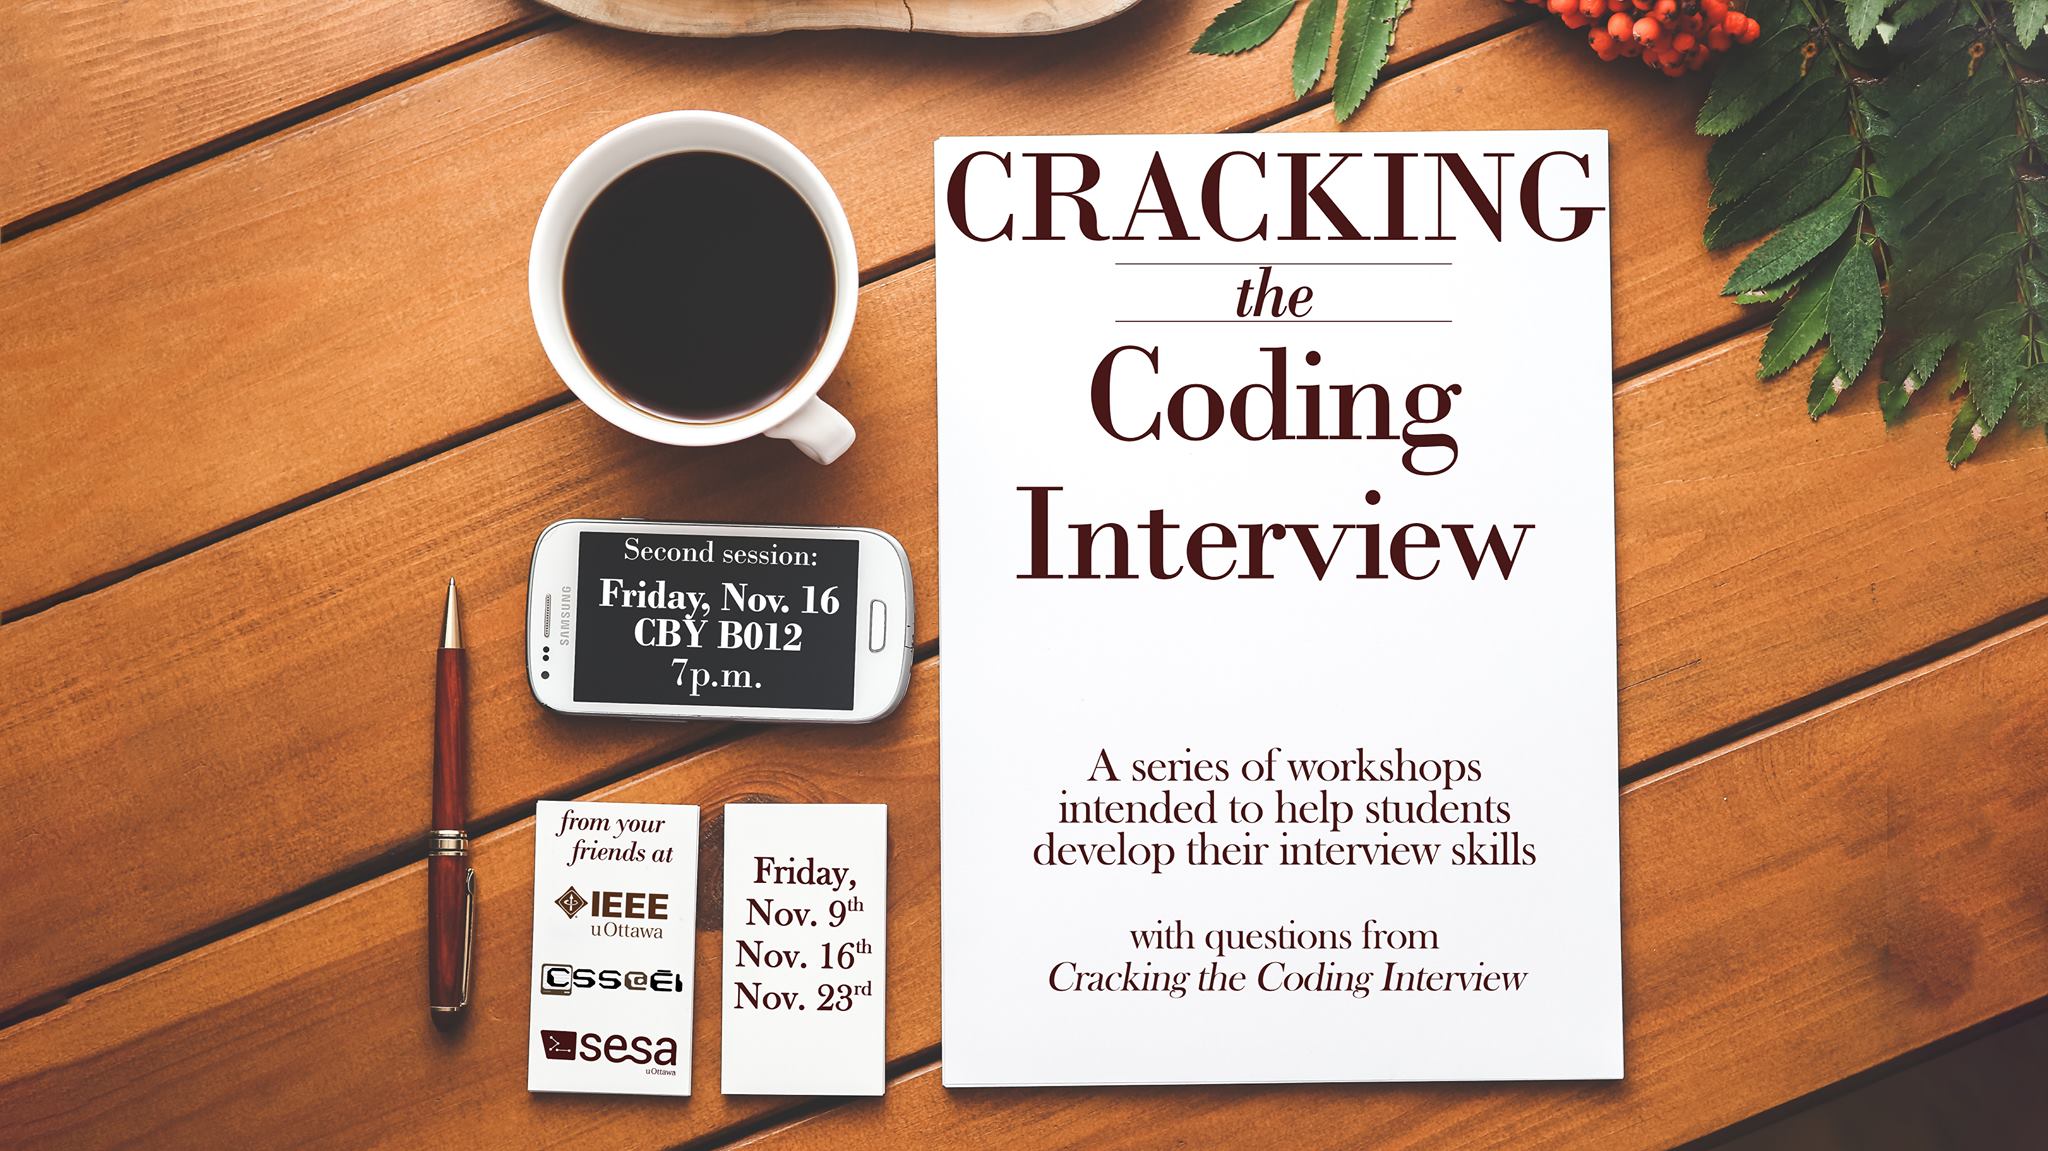 CRACKING
the
Coding
Interview
A series of workshops
intended to help students
develop their interview skills
with questions from
Cracking the Coding Interview
Second session:
Friday, Nov. 16
CBY B012
7p.m.
SAMSUNG
from your
friends at
IEEE
uOttawa
CSSaÉI
sesa
uOttawa
Friday,
Nov. 9th
Nov. 16th
Nov. 23rd